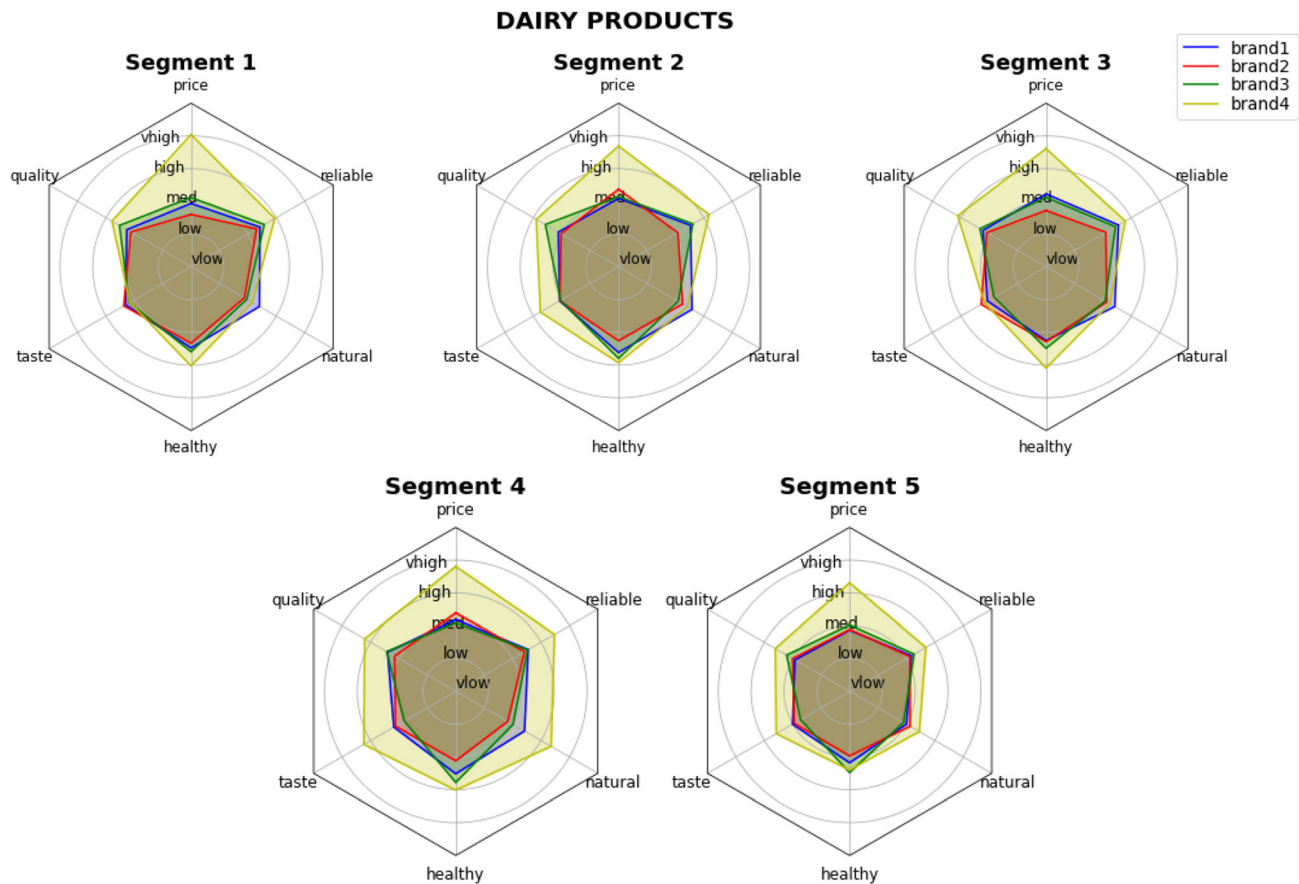 DAIRY PRODUCTS
brand1
brand2
brand3
brand4
Segment 1
price
vhigh
high
med
low
vlow
quality
reliable
taste
natural
healthy
Segment 2
price
vhigh
high
med
low
vlow
quality
reliable
taste
natural
healthy
Segment 3
price
vhigh
high
med
low
vlow
quality
reliable
taste
natural
healthy
Segment 4
price
vhigh
high
med
low
vlow
quality
reliable
taste
natural
healthy
Segment 5
price
vhigh
high
med
low
vlow
quality
reliable
taste
natural
healthy